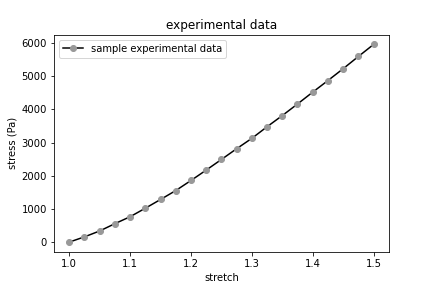 experimental data
sample experimental data
6000
5000
4000
3000
2000
1000
0
stress (Pa)
1.0 1.1 1.2 1.3 1.4 1.5
stretch